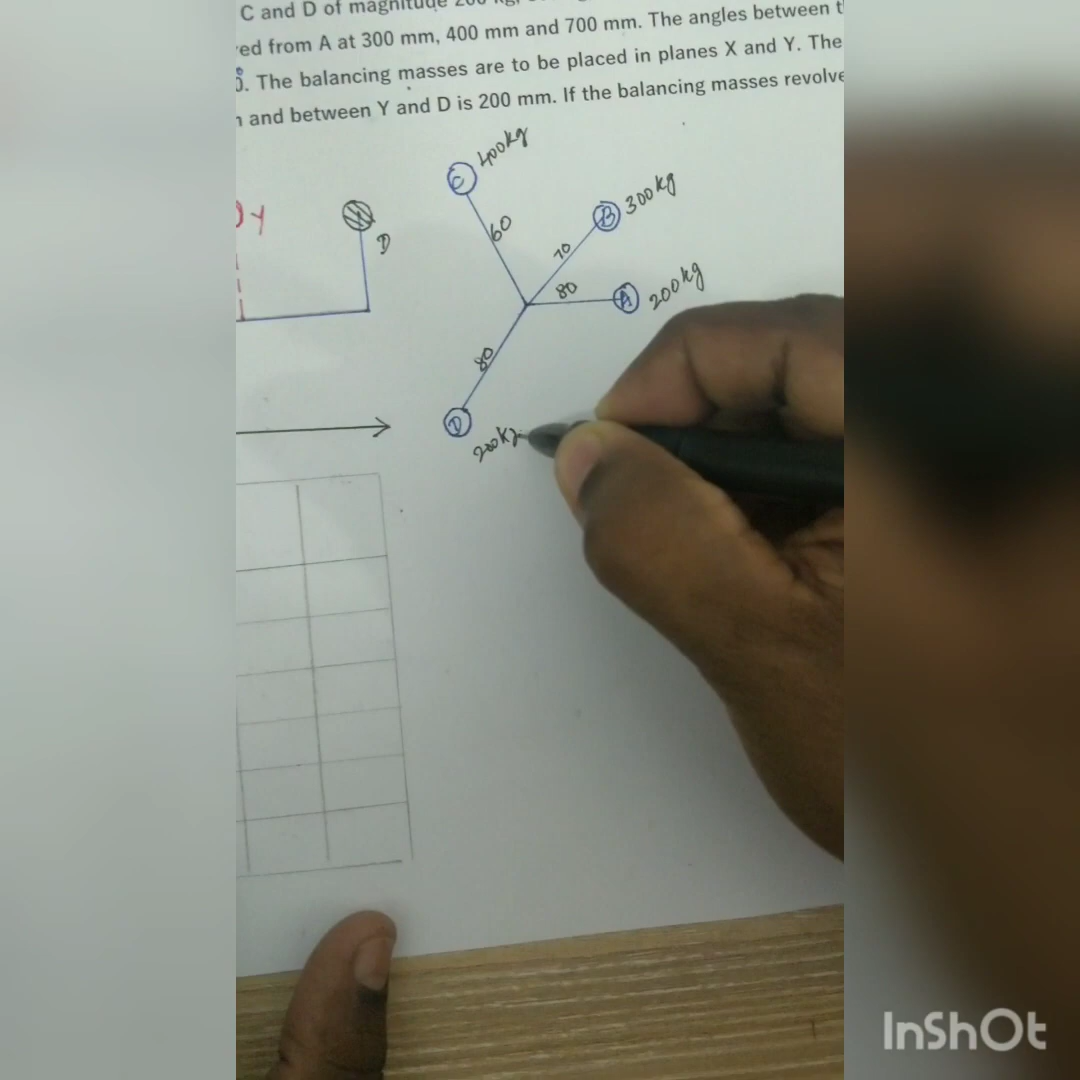 C and D of magnitude 200 kg,
ed from A at 300 mm, 400 mm and 700 mm. The angles between t
The balancing masses are to be placed in planes X and Y. The
and between Y and D is 200 mm. If the balancing masses revolve
400kg
C
60
B
300kg
70
Y
D
80
A
200kg
80
D
200kg
InShOt